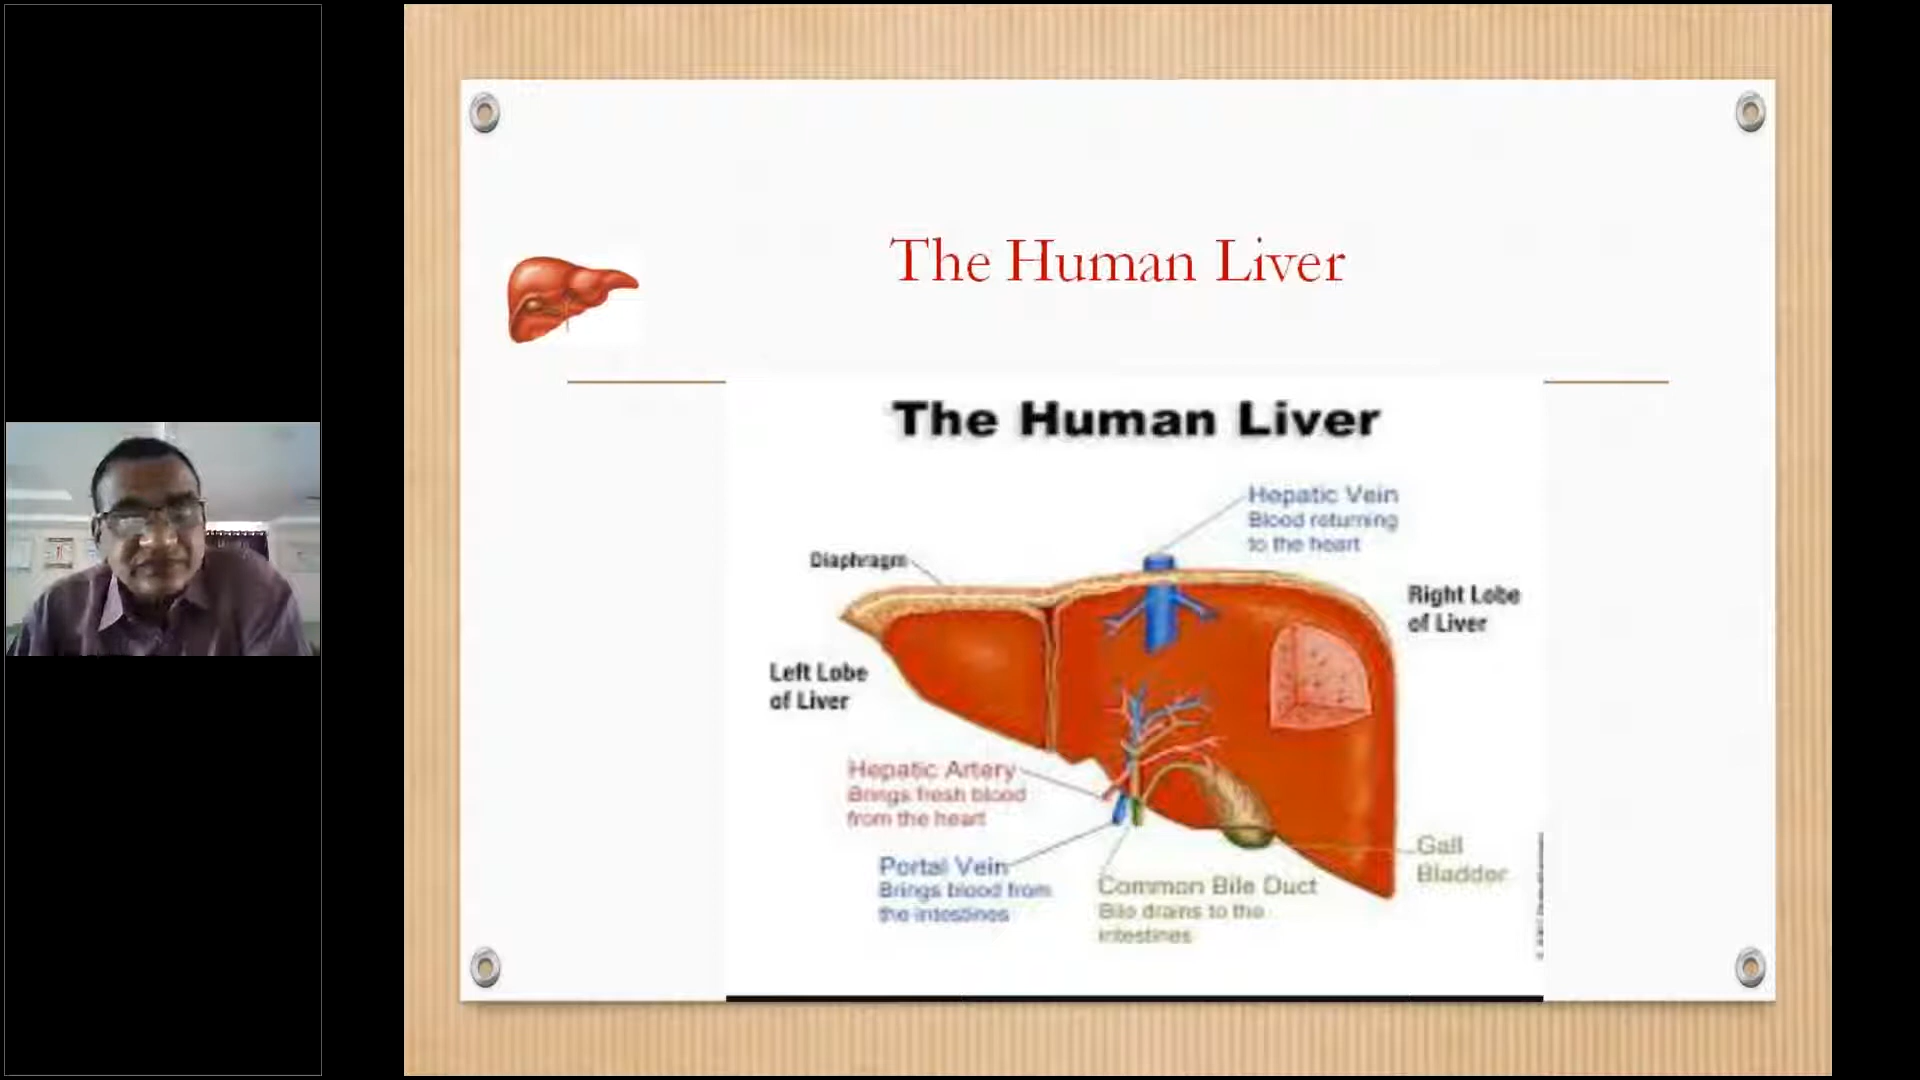 The Human Liver
The Human Liver
Hepatic Vein
Blood returning
to the heart
Diaphragm
Right Lobe
of Liver
Left Lobe
of Liver
Hepatic Artery
Brings fresh blood
from the heart
Portal Vein
Brings blood from
the intestines
Common Bile Duct
Bile drains to the
intestines
Gall
Bladder